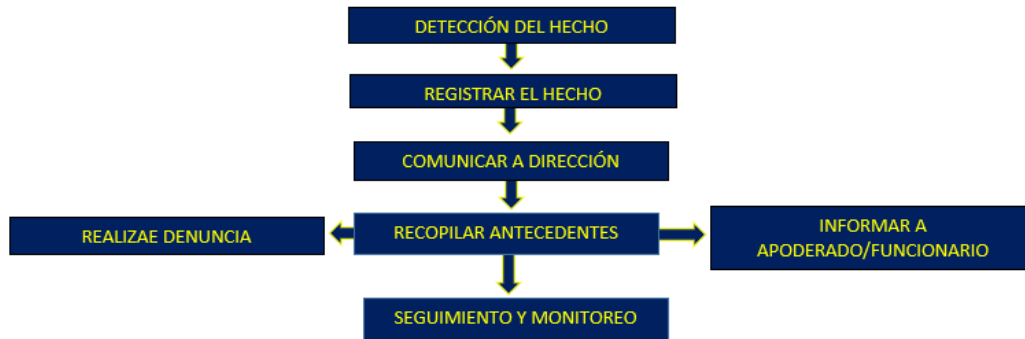 DETECCIÓN DEL HECHO
REGISTRAR EL HECHO
COMUNICAR A DIRECCIÓN
REALIZAE DENUNCIA
RECOPILAR ANTECEDENTES
INFORMAR A
APODERADO/FUNCIONARIO
SEGUIMIENTO Y MONITOREO